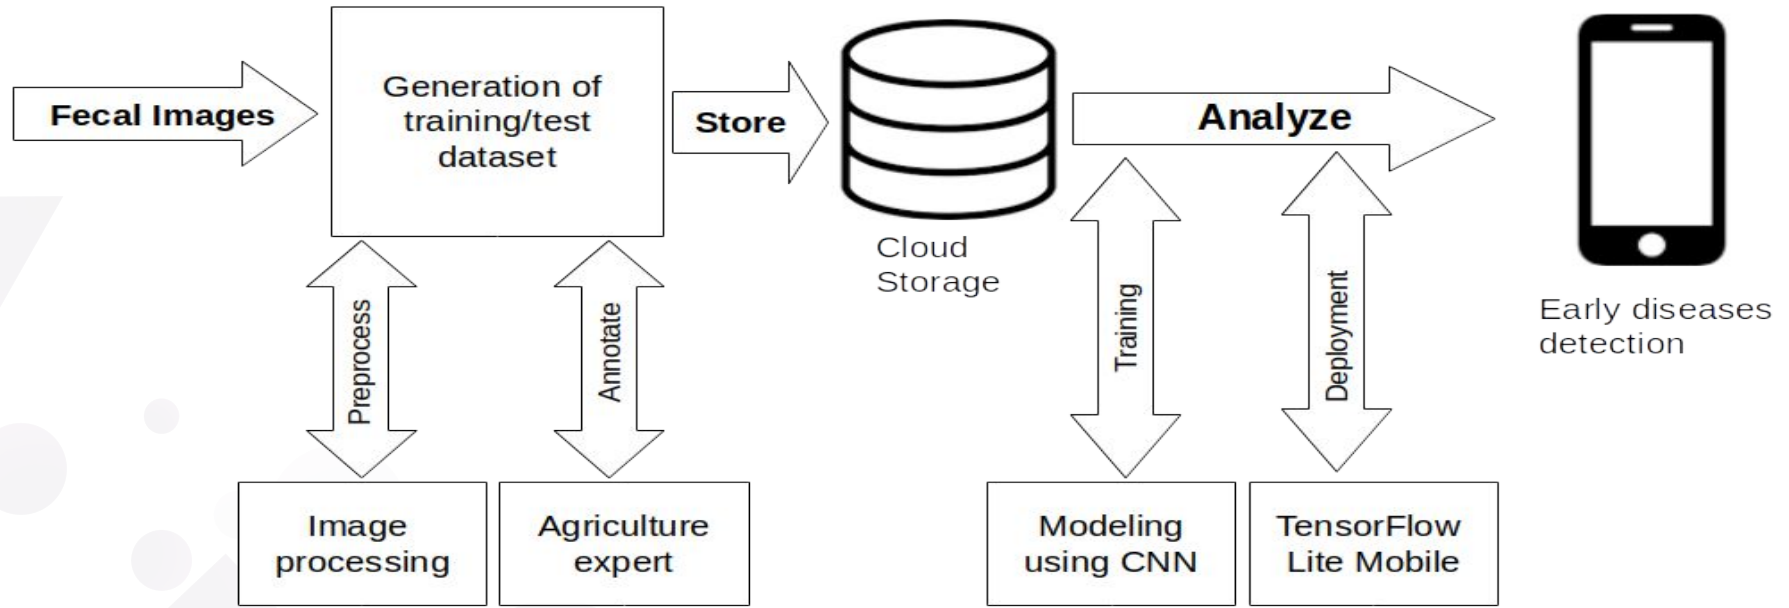 Fecal Images
Generation of
training/test
dataset
Store
Cloud
Storage
Analyze
Early diseases
detection
Preprocess
Annotate
Training
Deployment
Image
processing
Agriculture
expert
Modeling
using CNN
TensorFlow
Lite Mobile